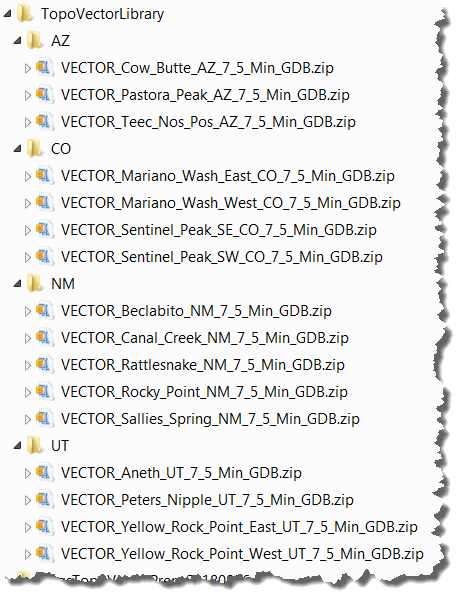 TopoVectorLibrary
AZ
VECTOR_Cow_Butte_AZ_7_5_Min_GDB.zip
VECTOR_Pastora_Peak_AZ_7_5_Min_GDB.zip
VECTOR_Teec_Nos_Pos_AZ_7_5_Min_GDB.zip
CO
VECTOR_Mariano_Wash_East_CO_7_5_Min_GDB.zip
VECTOR_Mariano_Wash_West_CO_7_5_Min_GDB.zip
VECTOR_Sentinel_Peak_SE_CO_7_5_Min_GDB.zip
VECTOR_Sentinel_Peak_SW_CO_7_5_Min_GDB.zip
NM
VECTOR_Beclabito_NM_7_5_Min_GDB.zip
VECTOR_Canal_Creek_NM_7_5_Min_GDB.zip
VECTOR_Rattlesnake_NM_7_5_Min_GDB.zip
VECTOR_Rocky_Point_NM_7_5_Min_GDB.zip
VECTOR_Sallies_Spring_NM_7_5_Min_GDB.zip
UT
VECTOR_Aneth_UT_7_5_Min_GDB.zip
VECTOR_Peters_Nipple_UT_7_5_Min_GDB.zip
VECTOR_Yellow_Rock_Point_East_UT_7_5_Min_GDB.zip
VECTOR_Yellow_Rock_Point_West_UT_7_5_Min_GDB.zip